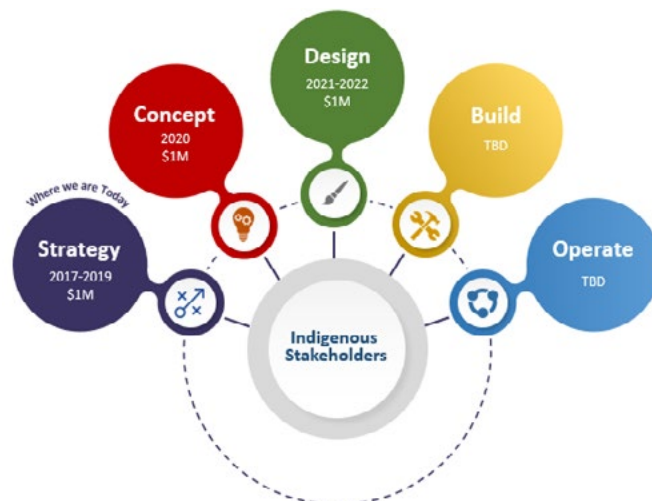 Where we are Today
Strategy
2017-2019
$1M
Concept
2020
$1M
Design
2021-2022
$1M
Build
TBD
Operate
TBD
Indigenous
Stakeholders